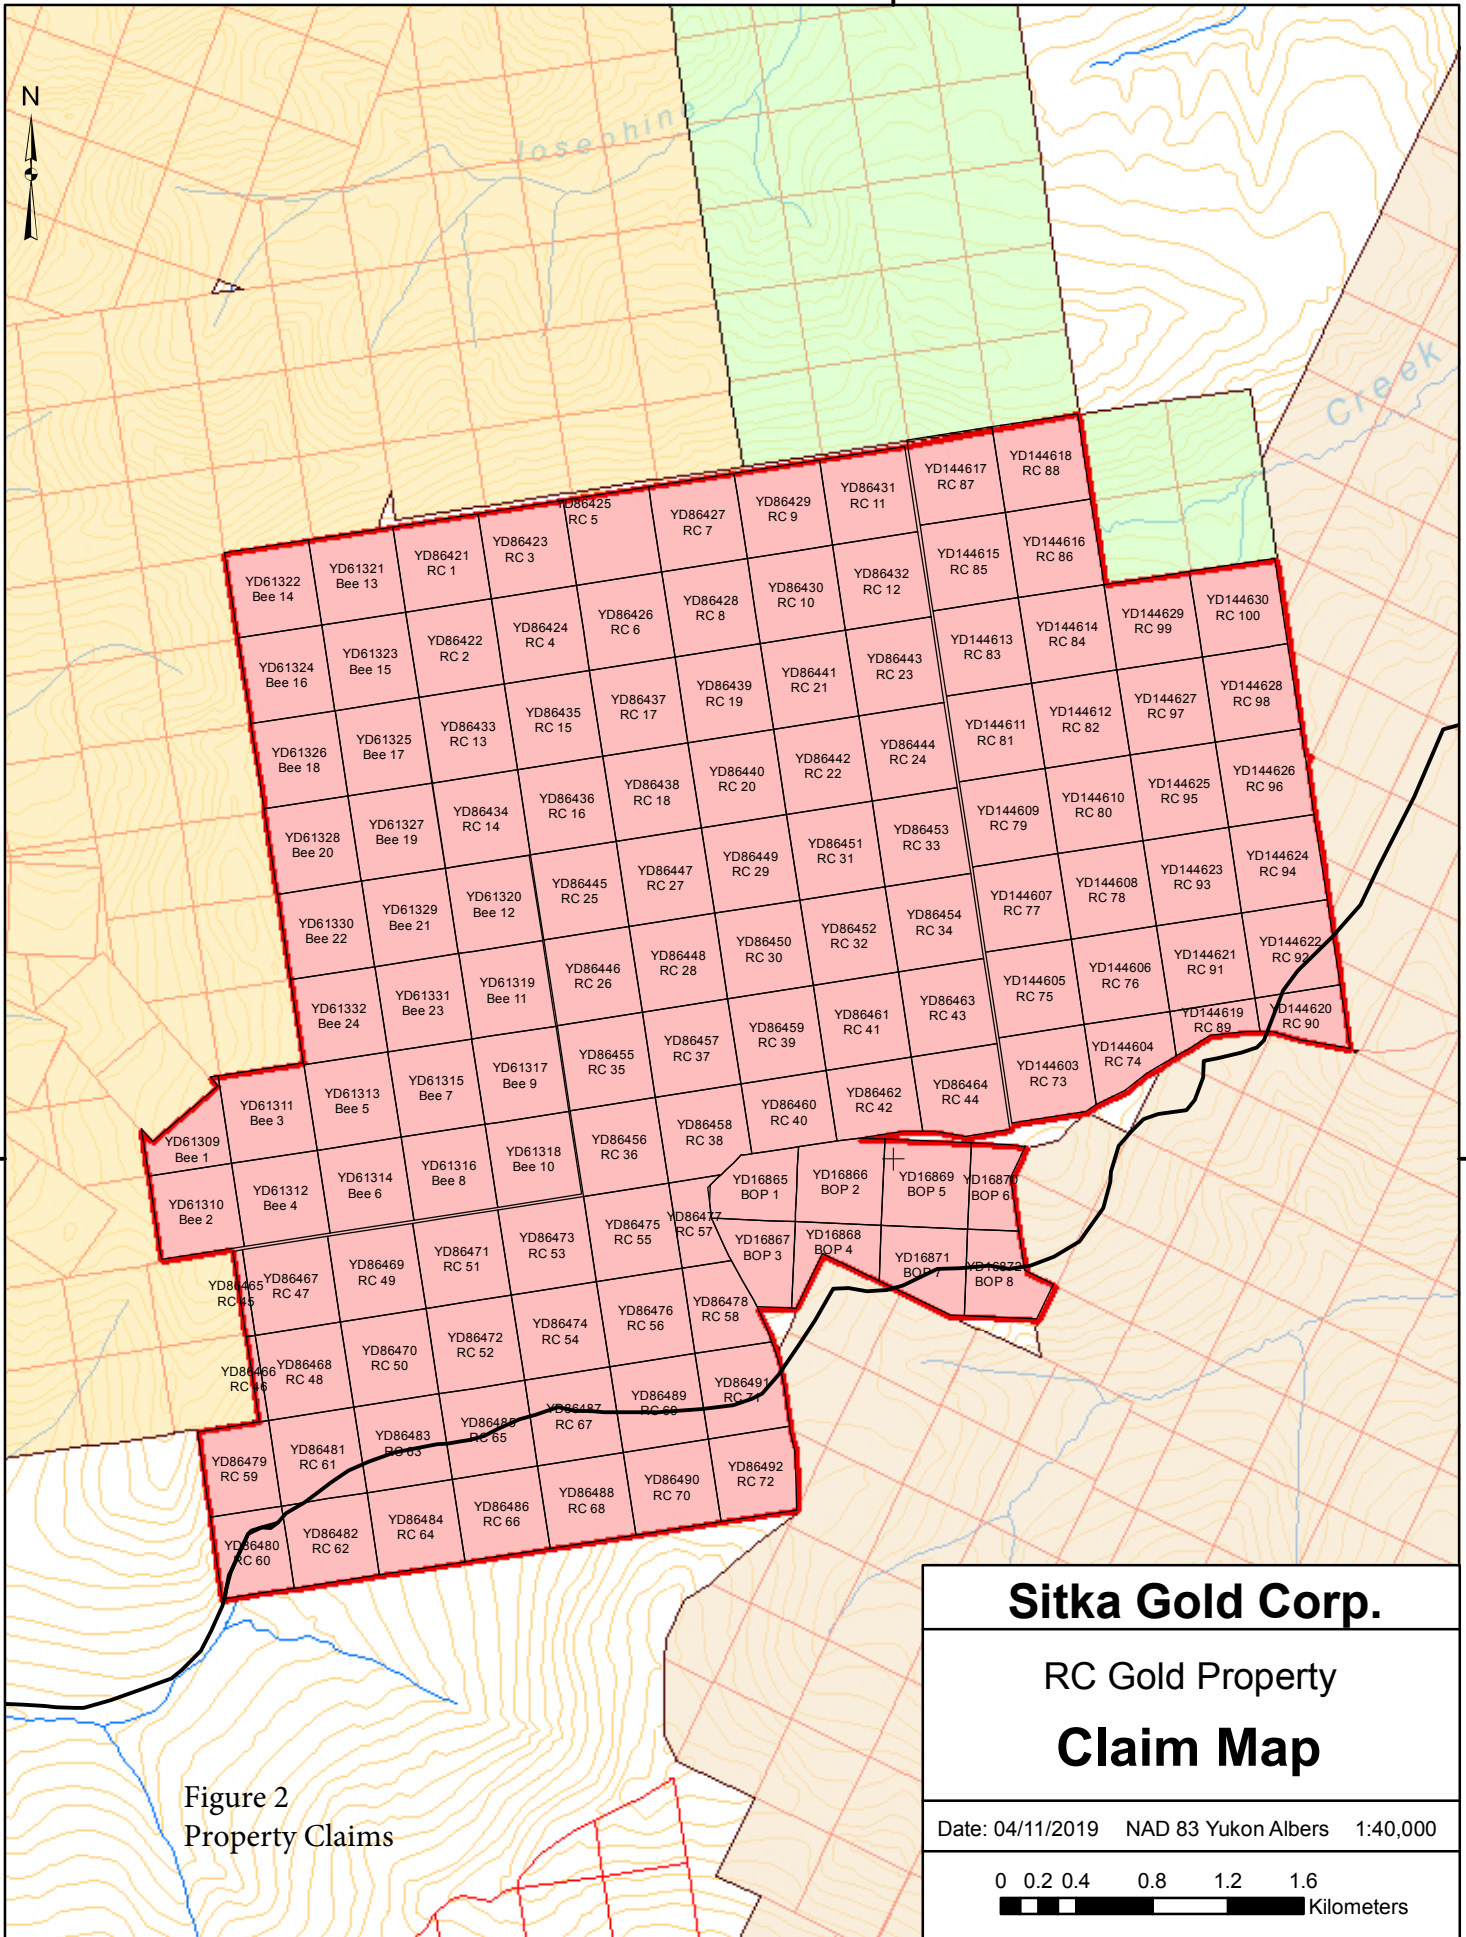 N
Josephine
Creek
YD144617
RC 87
YD144618
RC 88
YD86425
RC 5
YD86427
RC 7
YD86429
RC 9
YD86431
RC 11
YD61322
Bee 14
YD61321
Bee 13
YD86421
RC 1
YD86423
RC 3
YD144615
RC 85
YD144616
RC 86
YD61324
Bee 16
YD61323
Bee 15
YD86422
RC 2
YD86424
RC 4
YD86426
RC 6
YD86428
RC 8
YD86430
RC 10
YD86432
RC 12
YD144613
RC 83
YD144614
RC 84
YD144629
RC 99
YD144630
RC 100
YD61326
Bee 18
YD61325
Bee 17
YD86433
RC 13
YD86435
RC 15
YD86437
RC 17
YD86439
RC 19
YD86441
RC 21
YD86443
RC 23
YD144611
RC 81
YD144612
RC 82
YD144627
RC 97
YD144628
RC 98
YD61328
Bee 20
YD61327
Bee 19
YD86434
RC 14
YD86436
RC 16
YD86438
RC 18
YD86440
RC 20
YD86442
RC 22
YD86444
RC 24
YD144609
RC 79
YD144610
RC 80
YD144625
RC 95
YD144626
RC 96
YD61330
Bee 22
YD61329
Bee 21
YD61320
Bee 12
YD86445
RC 25
YD86447
RC 27
YD86449
RC 29
YD86451
RC 31
YD86453
RC 33
YD144607
RC 77
YD144608
RC 78
YD144623
RC 93
YD144624
RC 94
YD61332
Bee 24
YD61331
Bee 23
YD61319
Bee 11
YD86446
RC 26
YD86448
RC 28
YD86450
RC 30
YD86452
RC 32
YD86454
RC 34
YD144605
RC 75
YD144606
RC 76
YD144621
RC 91
YD144622
RC 92
YD61309
Bee 1
YD61311
Bee 3
YD61313
Bee 5
YD61315
Bee 7
YD61317
Bee 9
YD86455
RC 35
YD86457
RC 37
YD86459
RC 39
YD86461
RC 41
YD86463
RC 43
YD144603
RC 73
YD144604
RC 74
YD144619
RC 89
YD144620
RC 90
YD61310
Bee 2
YD61312
Bee 4
YD61314
Bee 6
YD61316
Bee 8
YD61318
Bee 10
YD86456
RC 36
YD86458
RC 38
YD86460
RC 40
YD86462
RC 42
YD86464
RC 44
YD16865
BOP 1
YD16866
BOP 2
YD16869
BOP 5
YD16870
BOP 6
YD86465
RC 45
YD86467
RC 47
YD86469
RC 49
YD86471
RC 51
YD86473
RC 53
YD86475
RC 55
YD86477
RC 57
YD16867
BOP 3
YD16868
BOP 4
YD16871
BOP 7
YD16872
BOP 8
YD86466
RC 46
YD86468
RC 48
YD86470
RC 50
YD86472
RC 52
YD86474
RC 54
YD86476
RC 56
YD86478
RC 58
YD86479
RC 59
YD86481
RC 61
YD86483
RC 63
YD86485
RC 65
YD86487
RC 67
YD86489
RC 69
YD86491
RC 71
YD86480
RC 60
YD86482
RC 62
YD86484
RC 64
YD86486
RC 66
YD86488
RC 68
YD86490
RC 70
YD86492
RC 72
Figure 2
Property Claims
Sitka Gold Corp.
RC Gold Property
Claim Map
Date: 04/11/2019 NAD 83 Yukon Albers 1:40,000
0 0.2 0.4 0.8 1.2 1.6
Kilometers